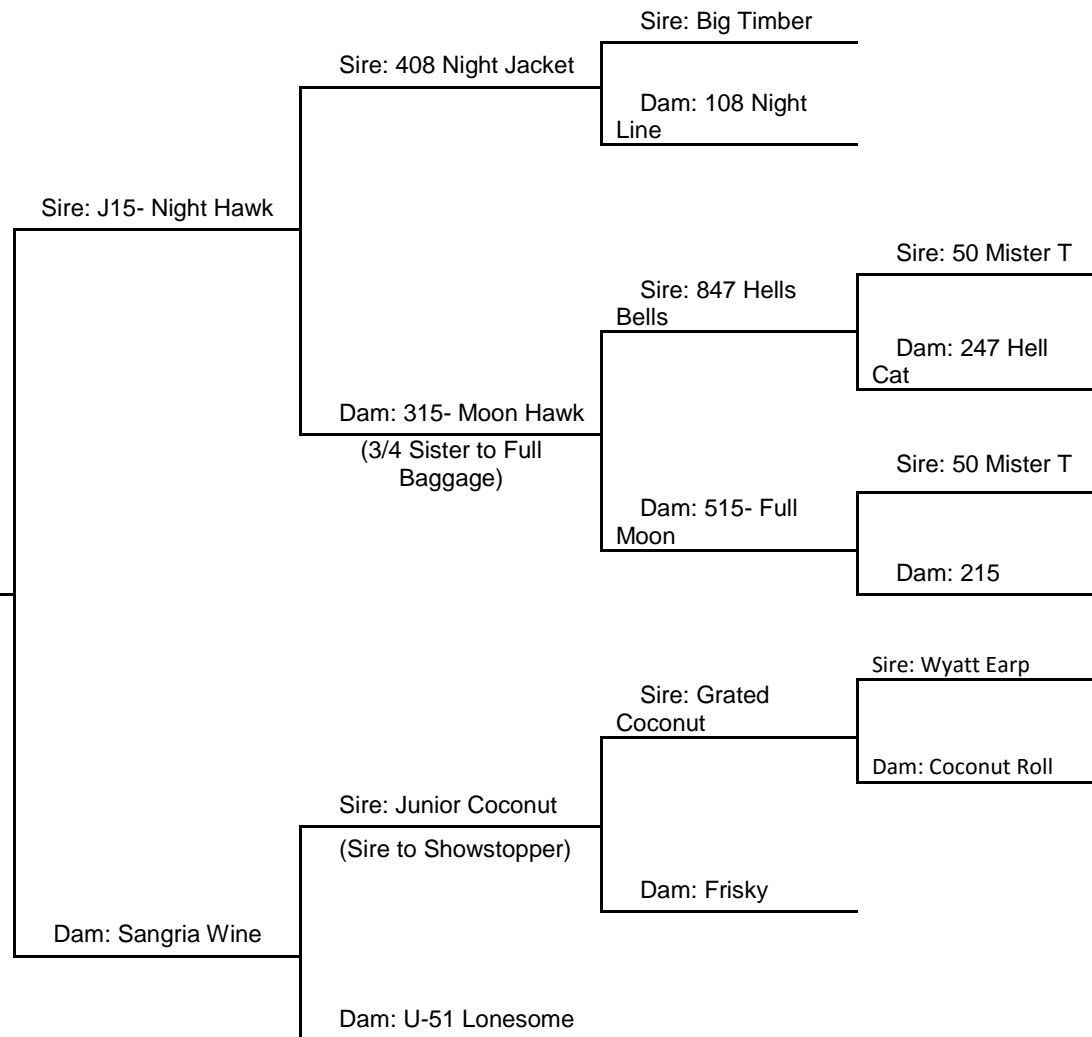 Sire: Big Timber
Sire: 408 Night Jacket
Dam: 108 Night
Line
Sire: J15- Night Hawk
Sire: 50 Mister T
Sire: 847 Hells
Bells
Dam: 247 Hell
Cat
Dam: 315- Moon Hawk
(3/4 Sister to Full
Baggage)
Sire: 50 Mister T
Dam: 515- Full
Moon
Dam: 215
Sire: Wyatt Earp
Sire: Grated
Coconut
Dam: Coconut Roll
Sire: Junior Coconut
(Sire to Showstopper)
Dam: Frisky
Dam: Sangria Wine
Dam: U-51 Lonesome